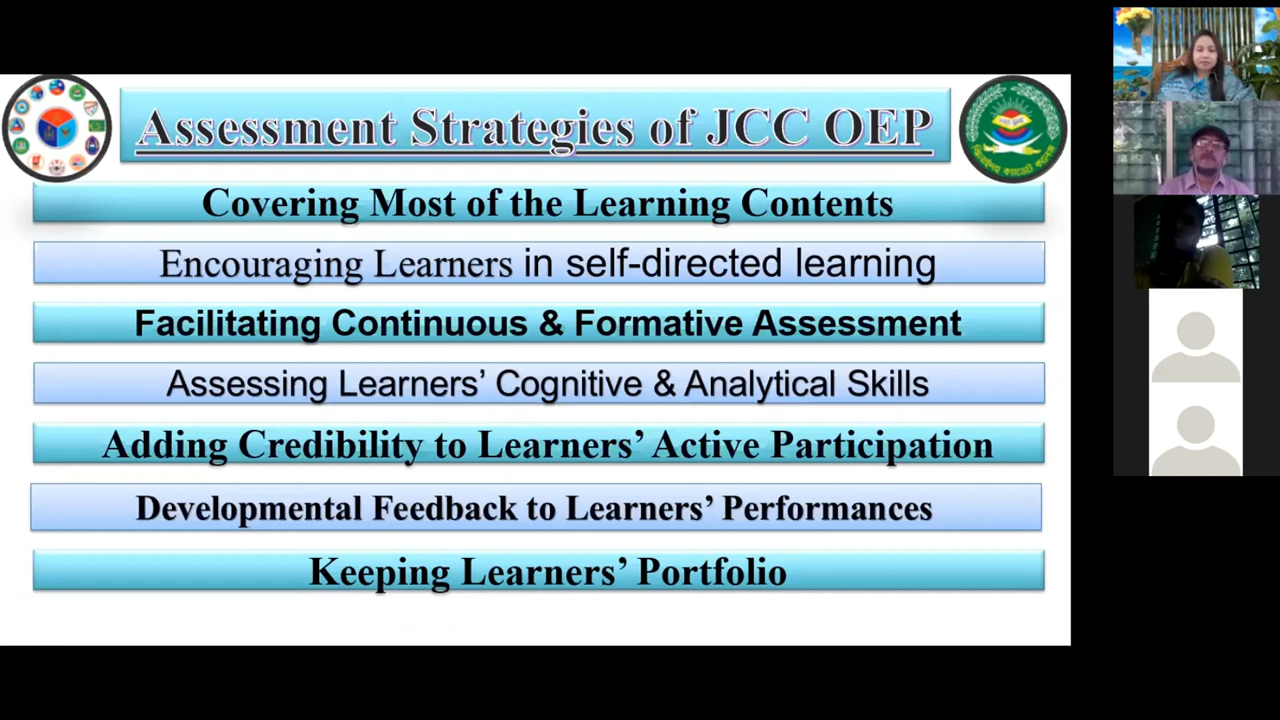 Assessment Strategies of JCC OEP
Covering Most of the Learning Contents
Encouraging Learners in self-directed learning
Facilitating Continuous & Formative Assessment
Assessing Learners’ Cognitive & Analytical Skills
Adding Credibility to Learners’ Active Participation
Developmental Feedback to Learners’ Performances
Keeping Learners’ Portfolio
ঝিনাইদহ ক্যাডেট কলেজ